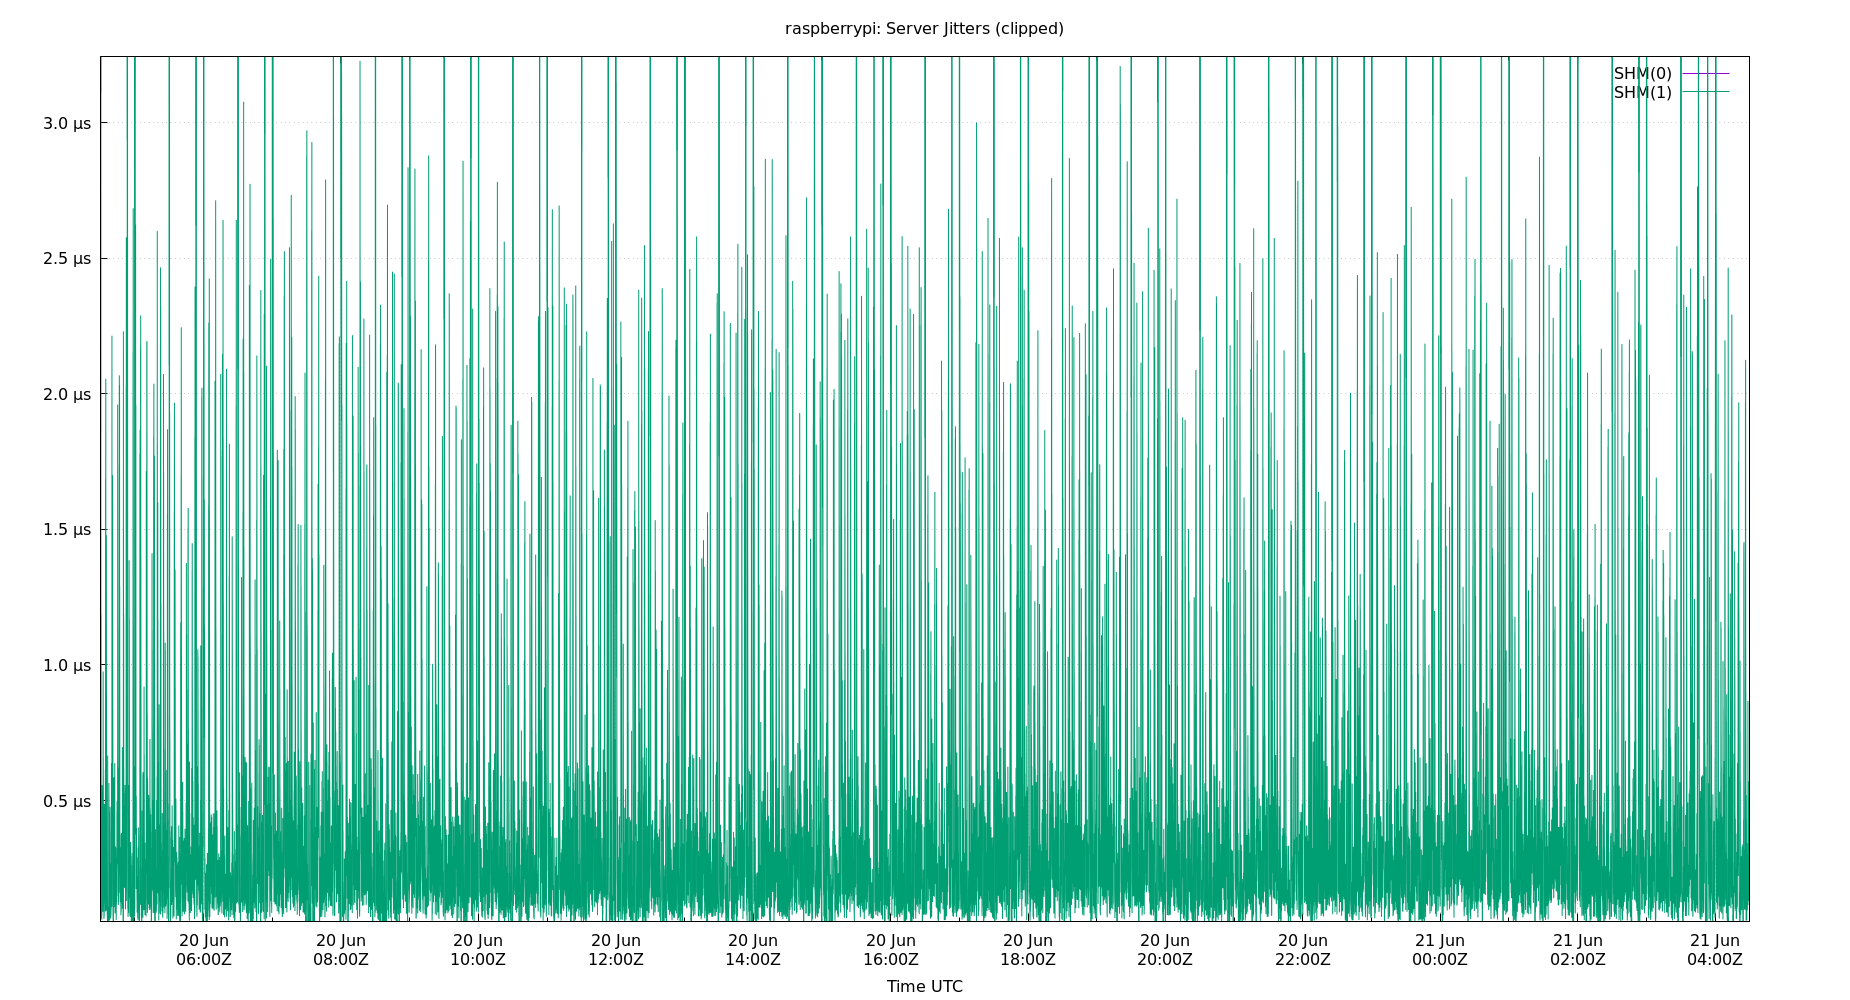 raspberrypi: Server Jitters (clipped)
SHM(0)
SHM(1)
3.0 µs
2.5 µs
2.0 µs
1.5 µs
1.0 µs
0.5 µs
20 Jun 20 Jun 20 Jun 20 Jun 20 Jun 20 Jun 20 Jun 20 Jun 20 Jun 21 Jun 21 Jun 21 Jun
06:00Z 08:00Z 10:00Z 12:00Z 14:00Z 16:00Z 18:00Z 20:00Z 22:00Z 00:00Z 02:00Z 04:00Z
Time UTC